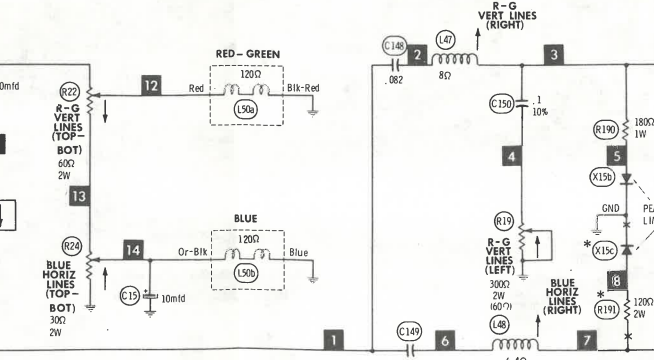 R-G
VERT LINES
(RIGHT)
C148
2
L47
3
.082
8Ω
RED-GREEN
120Ω
Red
Blk-Red
L50a
12
0mfd
R22
R-G
VERT
LINES
(TOP-
BOT)
60Ω
2W
13
C150
.1
10%
4
R190
180Ω
1W
5
X15b
GND
X15c
*
8
*
R191
120Ω
2W
R19
R-G
VERT
LINES
(LEFT)
300Ω
2W
(60Ω)
BLUE
120Ω
Or-Blk
Blue
L50b
14
R24
BLUE
HORIZ
LINES
(TOP-
BOT)
30Ω
2W
C15
+
10mfd
BLUE
HORIZ
LINES
(RIGHT)
1
C149
6
L48
7